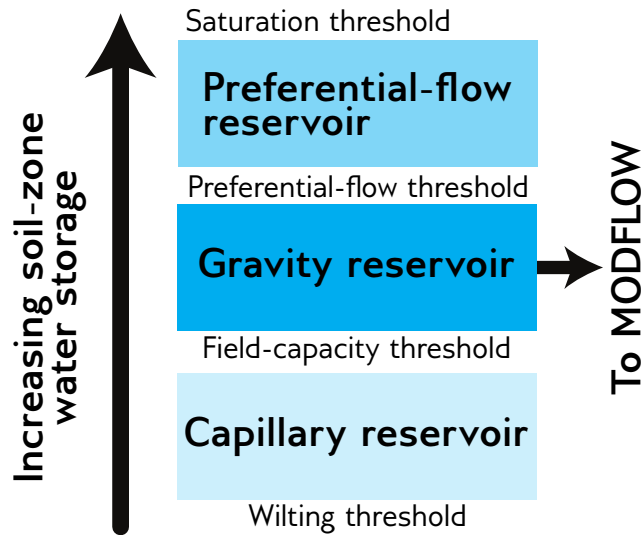 Saturation threshold
Preferential-flow
reservoir
Preferential-flow threshold
Gravity reservoir
Field-capacity threshold
Capillary reservoir
Wilting threshold
Increasing soil-zone
water storage
To MODFLOW